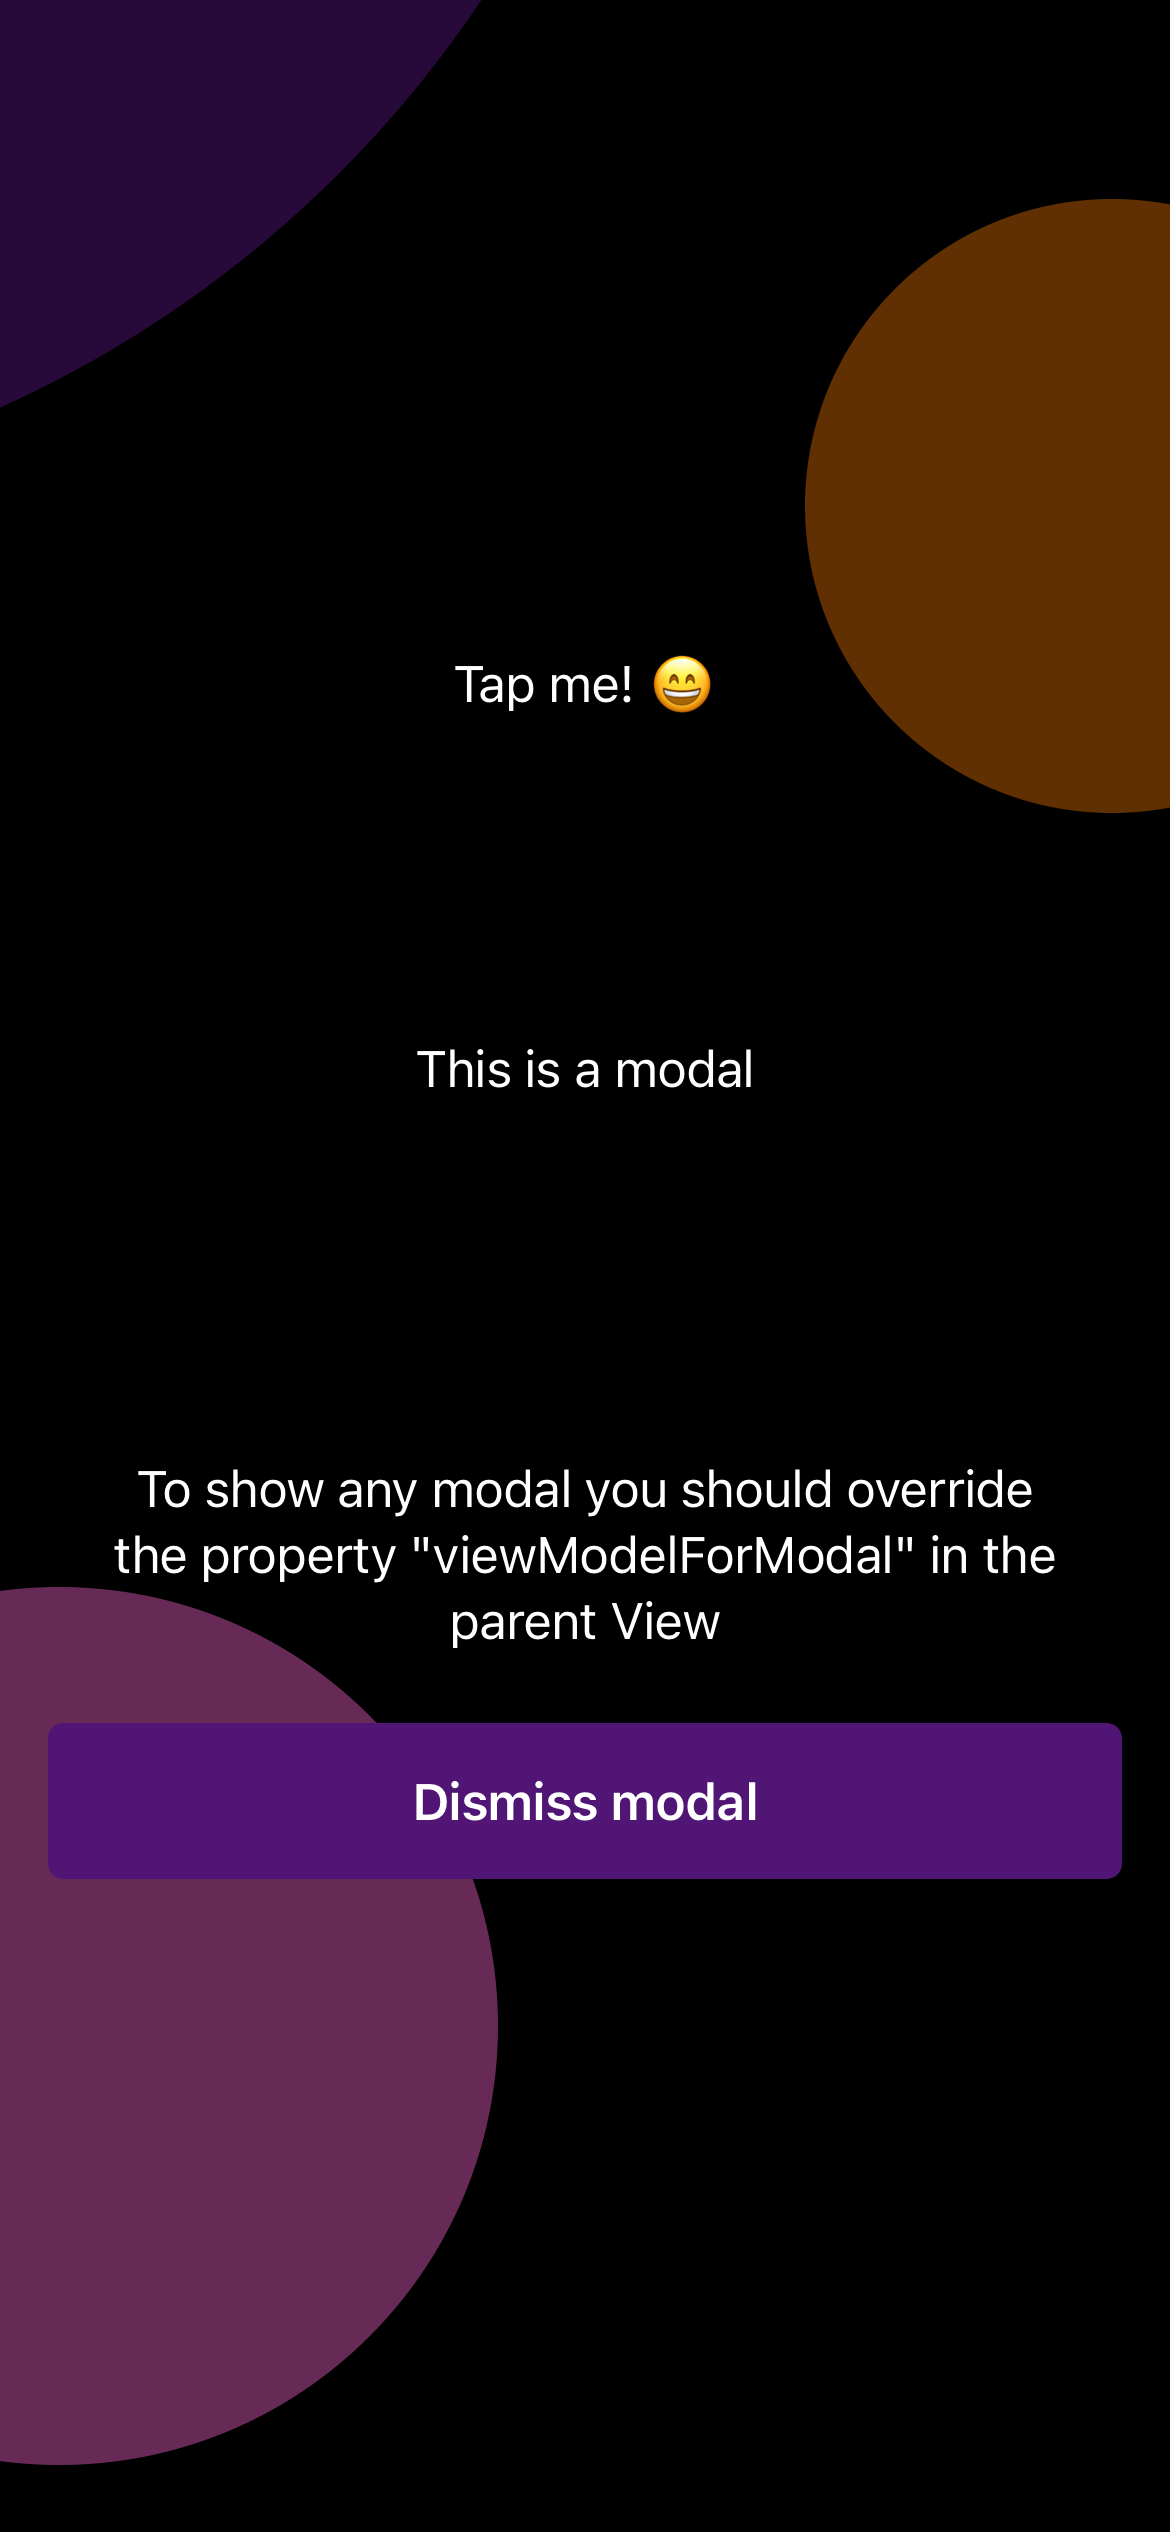 Tap me! 😄
This is a modal
To show any modal you should override
the property "viewModelForModal" in the
parent View
Dismiss modal